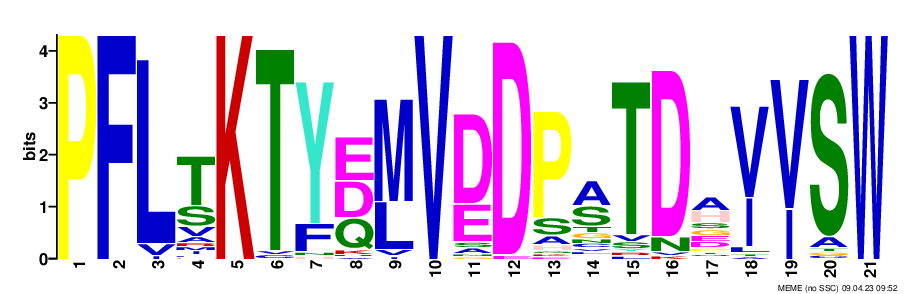 4
3
2
1
0
bits
P F L T S V A K T Y F E D Q M L V D E D P S A A S T D N A H V I V I S A W
1 2 3 4 5 6 7 8 9 10 11 12 13 14 15 16 17 18 19 20 21
MEME (no SSC) 09.04.23 09:52